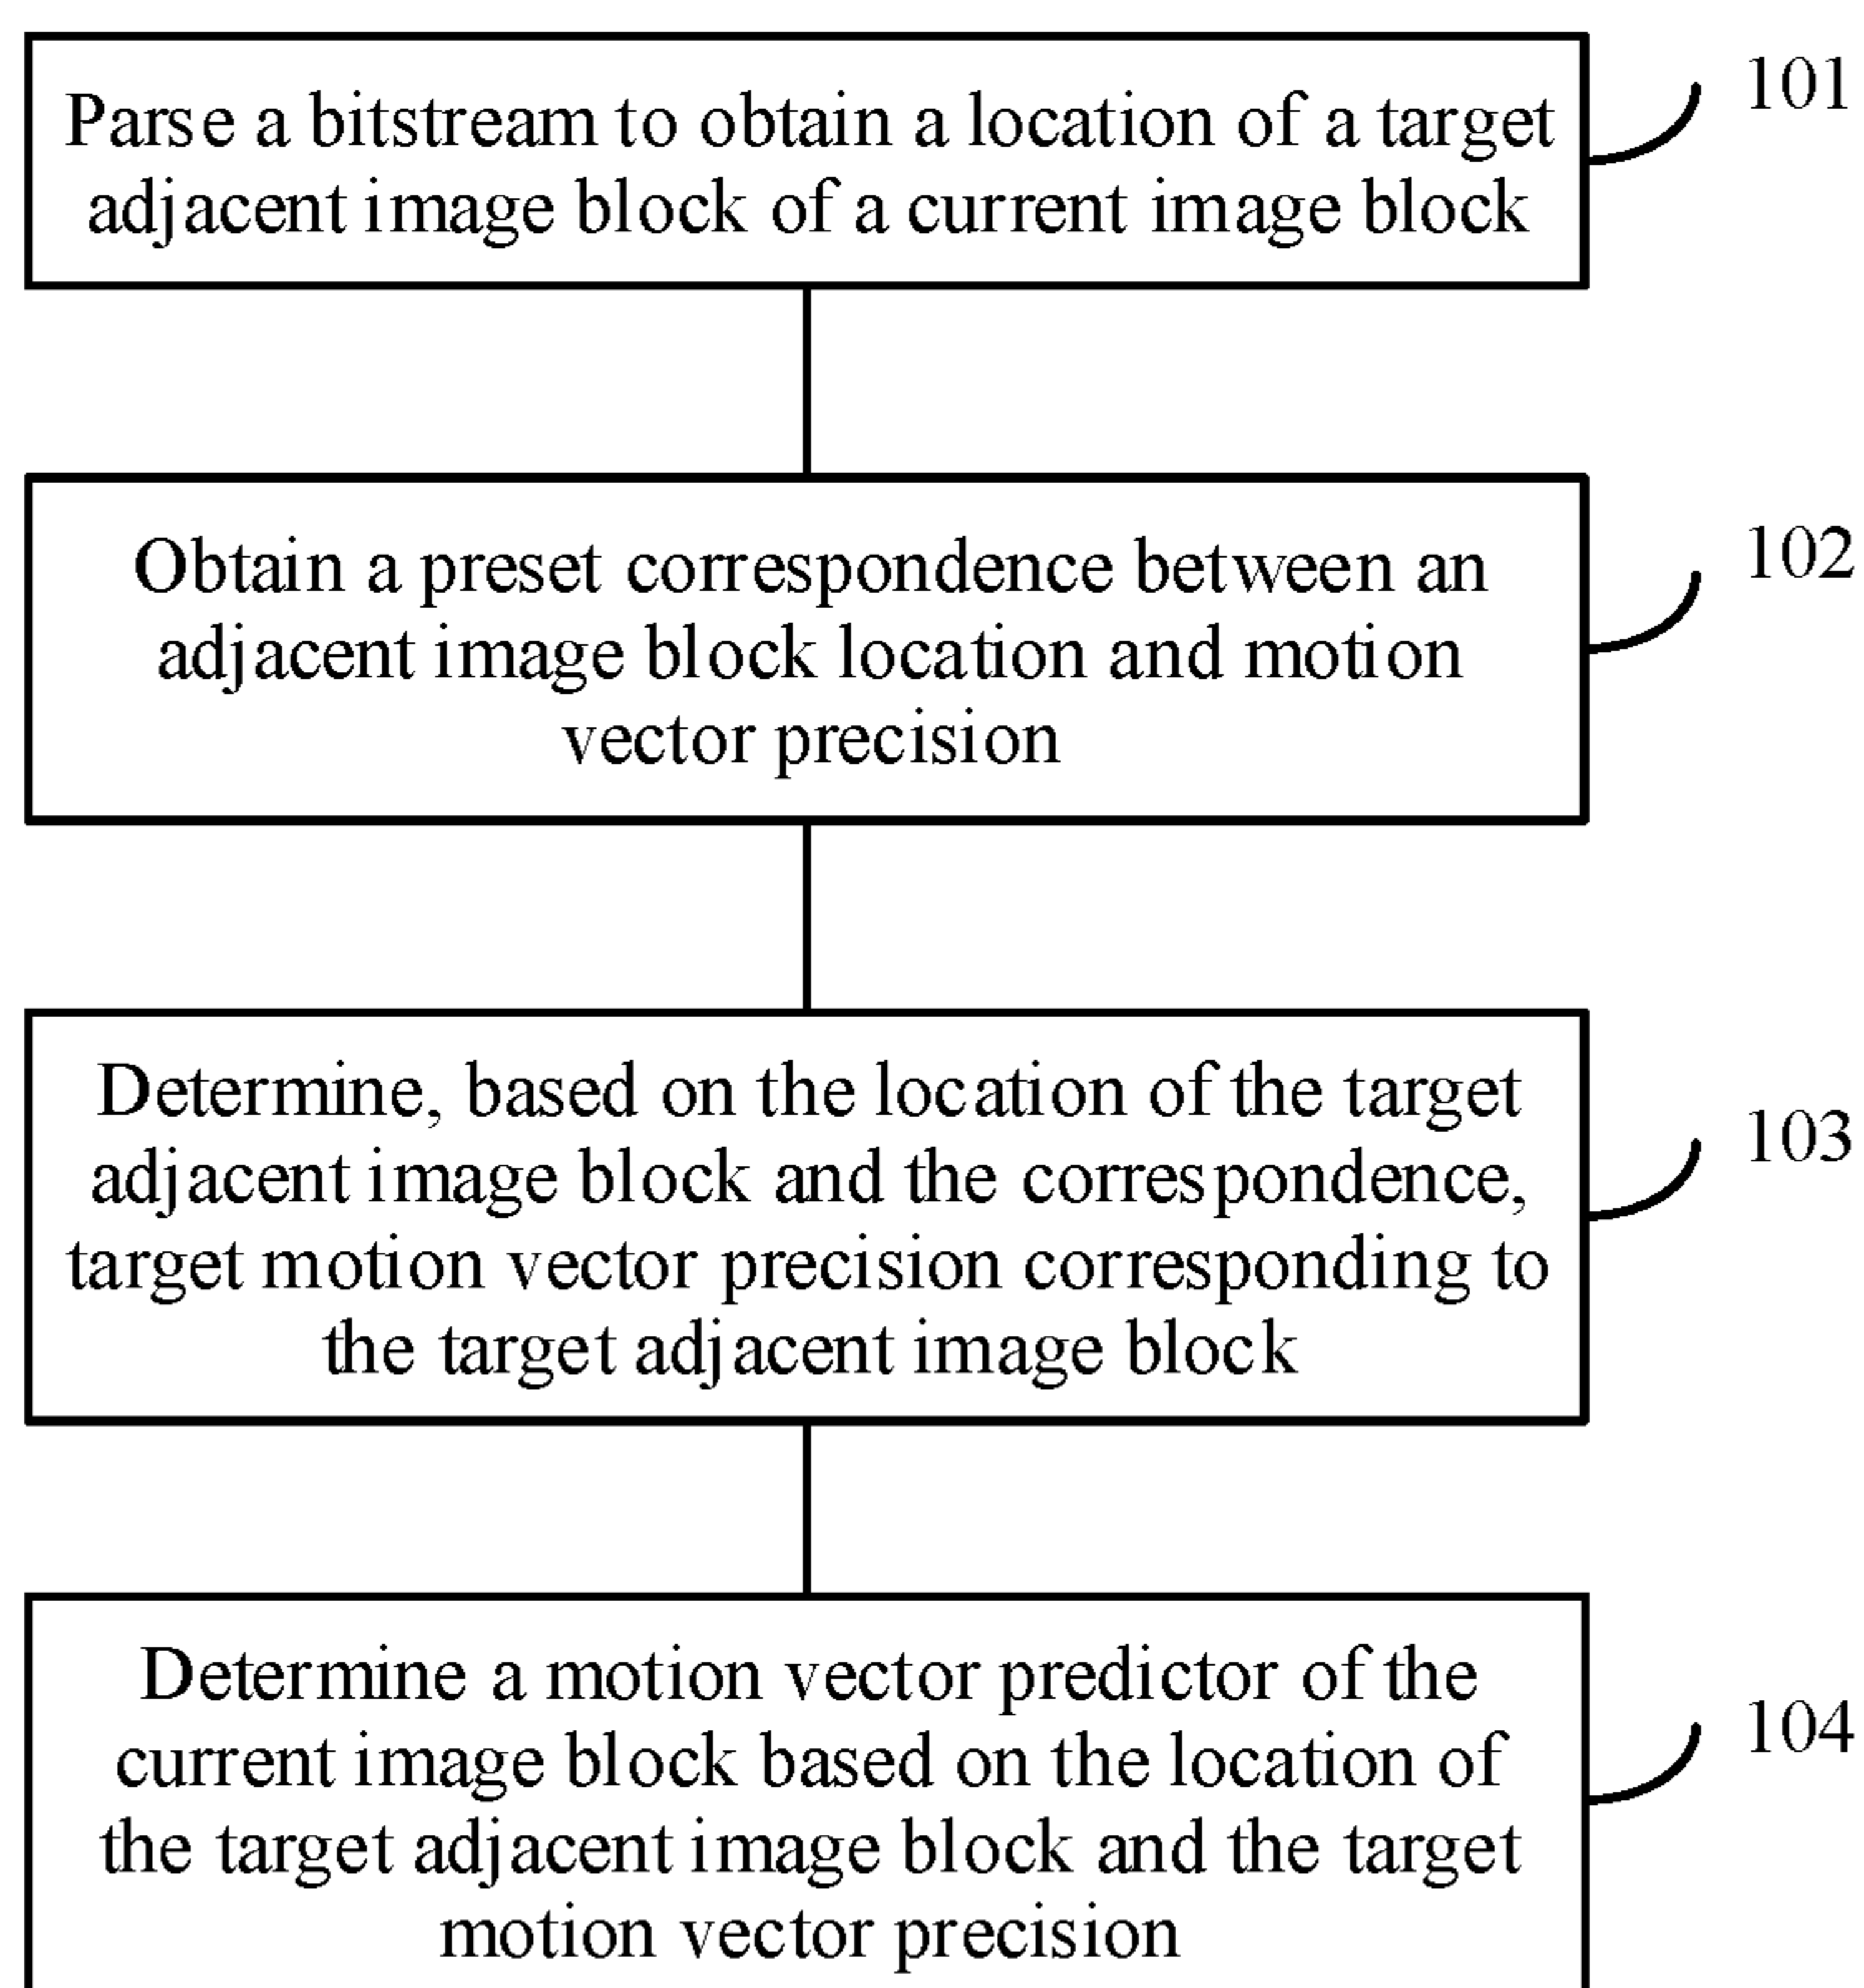 Parse a bitstream to obtain a location of a target
adjacent image block of a current image block
101
Obtain a preset correspondence between an
adjacent image block location and motion
vector precision
102
Determine, based on the location of the target
adjacent image block and the correspondence,
target motion vector precision corresponding to
the target adjacent image block
103
Determine a motion vector predictor of the
current image block based on the location of
the target adjacent image block and the target
motion vector precision
104